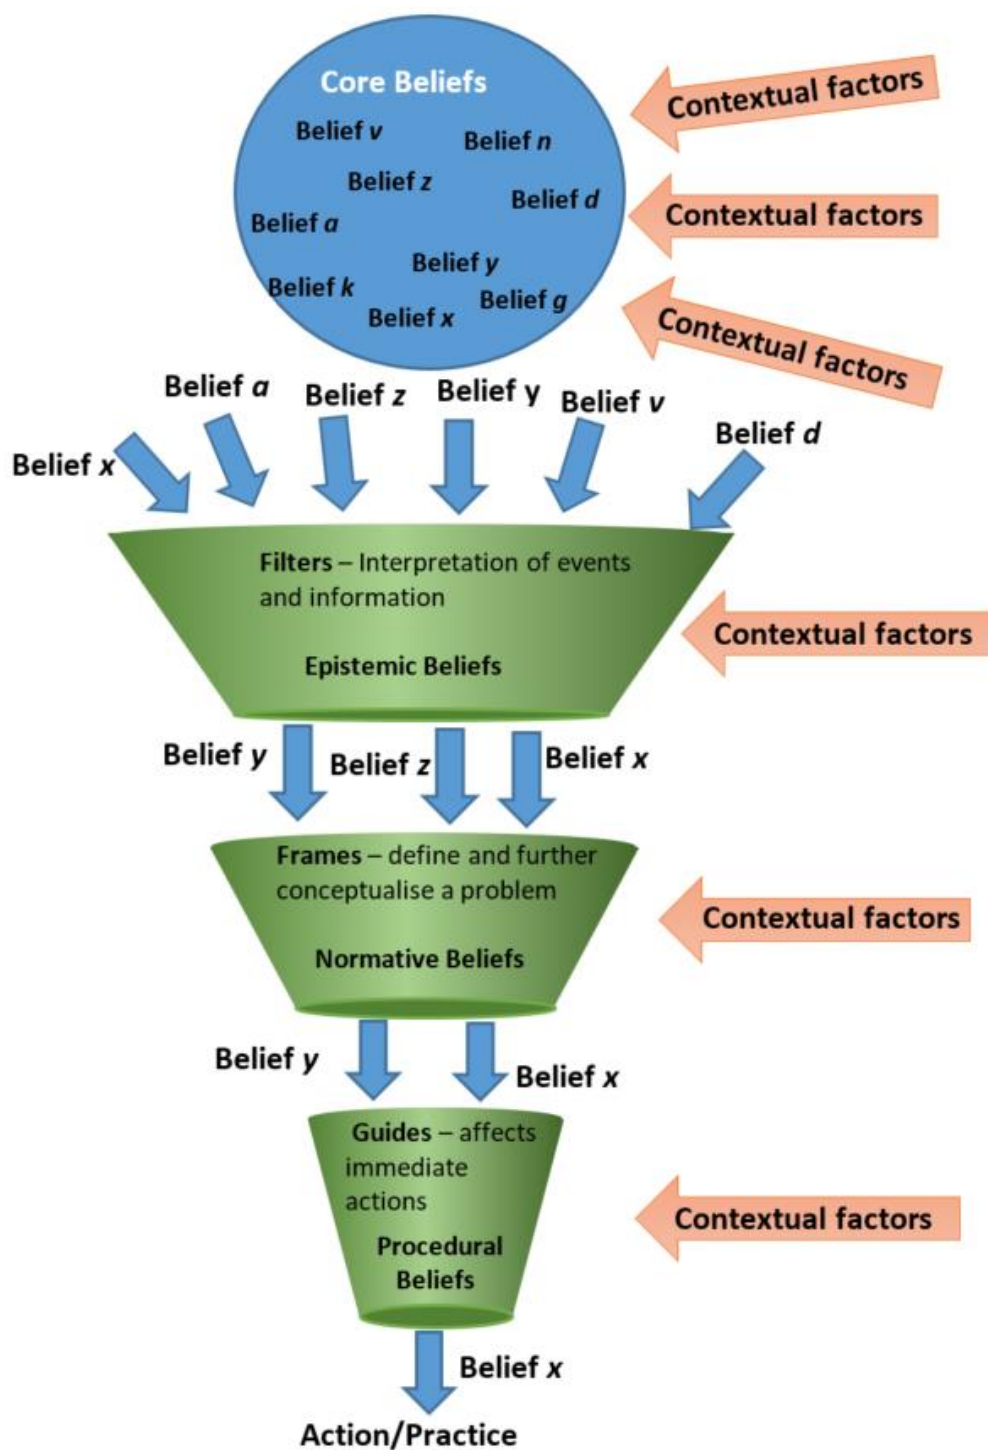 Core Beliefs
Belief v
Belief n
Belief z
Belief d
Belief a
Belief y
Belief k
Belief g
Belief x
Contextual factors
Contextual factors
Contextual factors
Belief x
Belief a
Belief z
Belief y
Belief v
Belief d
Filters – Interpretation of events
and information
Epistemic Beliefs
Contextual factors
Belief y
Belief z
Belief x
Frames – define and further
conceptualise a problem
Normative Beliefs
Contextual factors
Belief y
Belief x
Guides – affects
immediate
actions
Procedural
Beliefs
Contextual factors
Belief x
Action/Practice